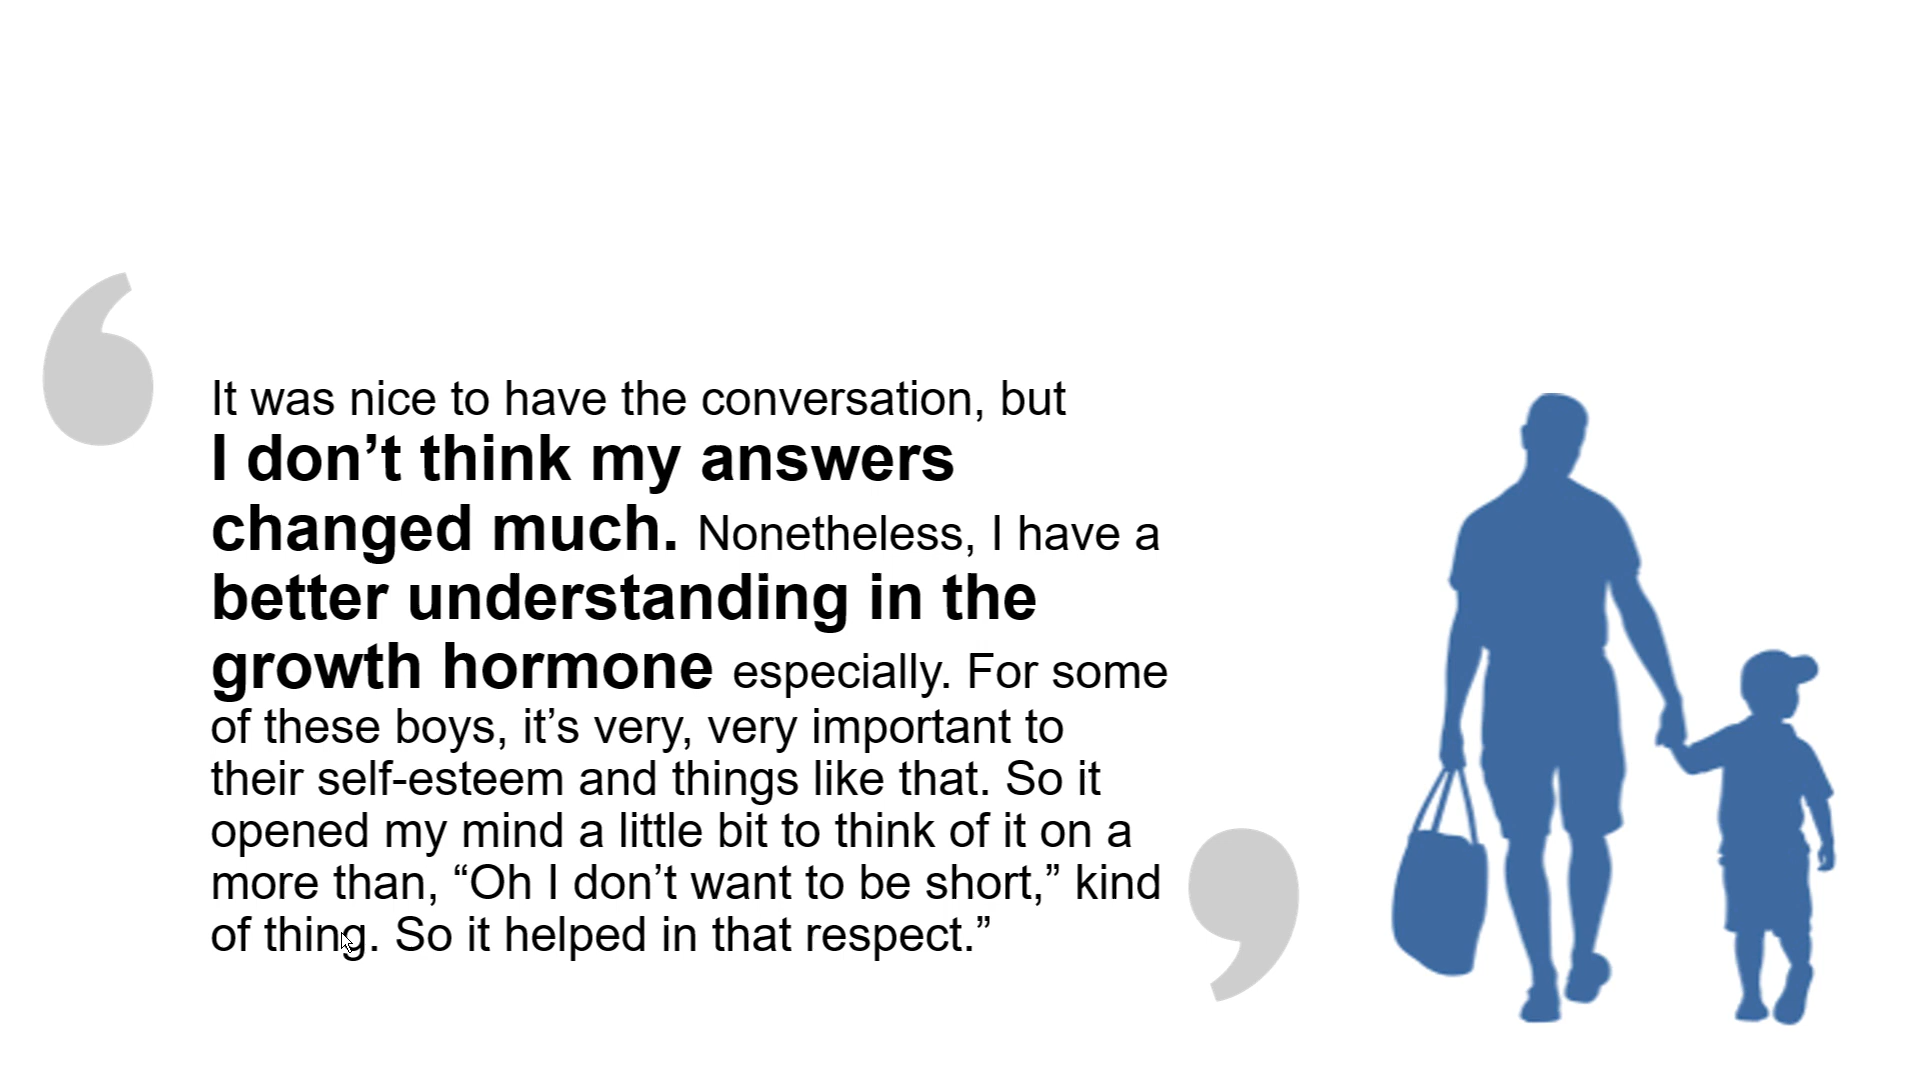 It was nice to have the conversation, but
I don’t think my answers
changed much. Nonetheless, I have a
better understanding in the
growth hormone especially. For some
of these boys, it’s very, very important to
their self-esteem and things like that. So it
opened my mind a little bit to think of it on a
more than, “Oh I don’t want to be short,” kind
of thing. So it helped in that respect.”